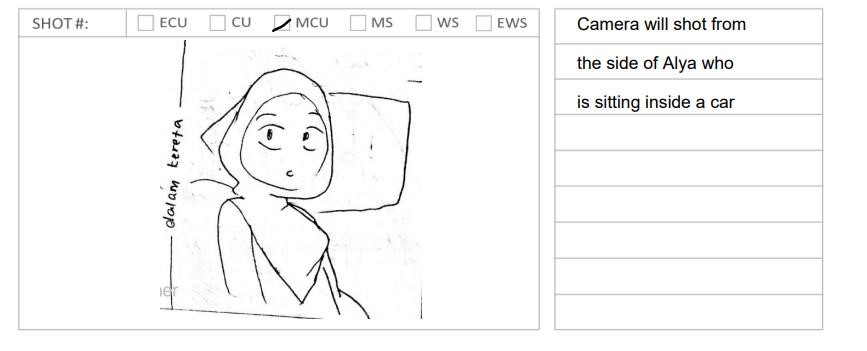 SHOT #: ECU CU MCU MS WS EWS
dalam kereta
Camera will shot from
the side of Alya who
is sitting inside a car